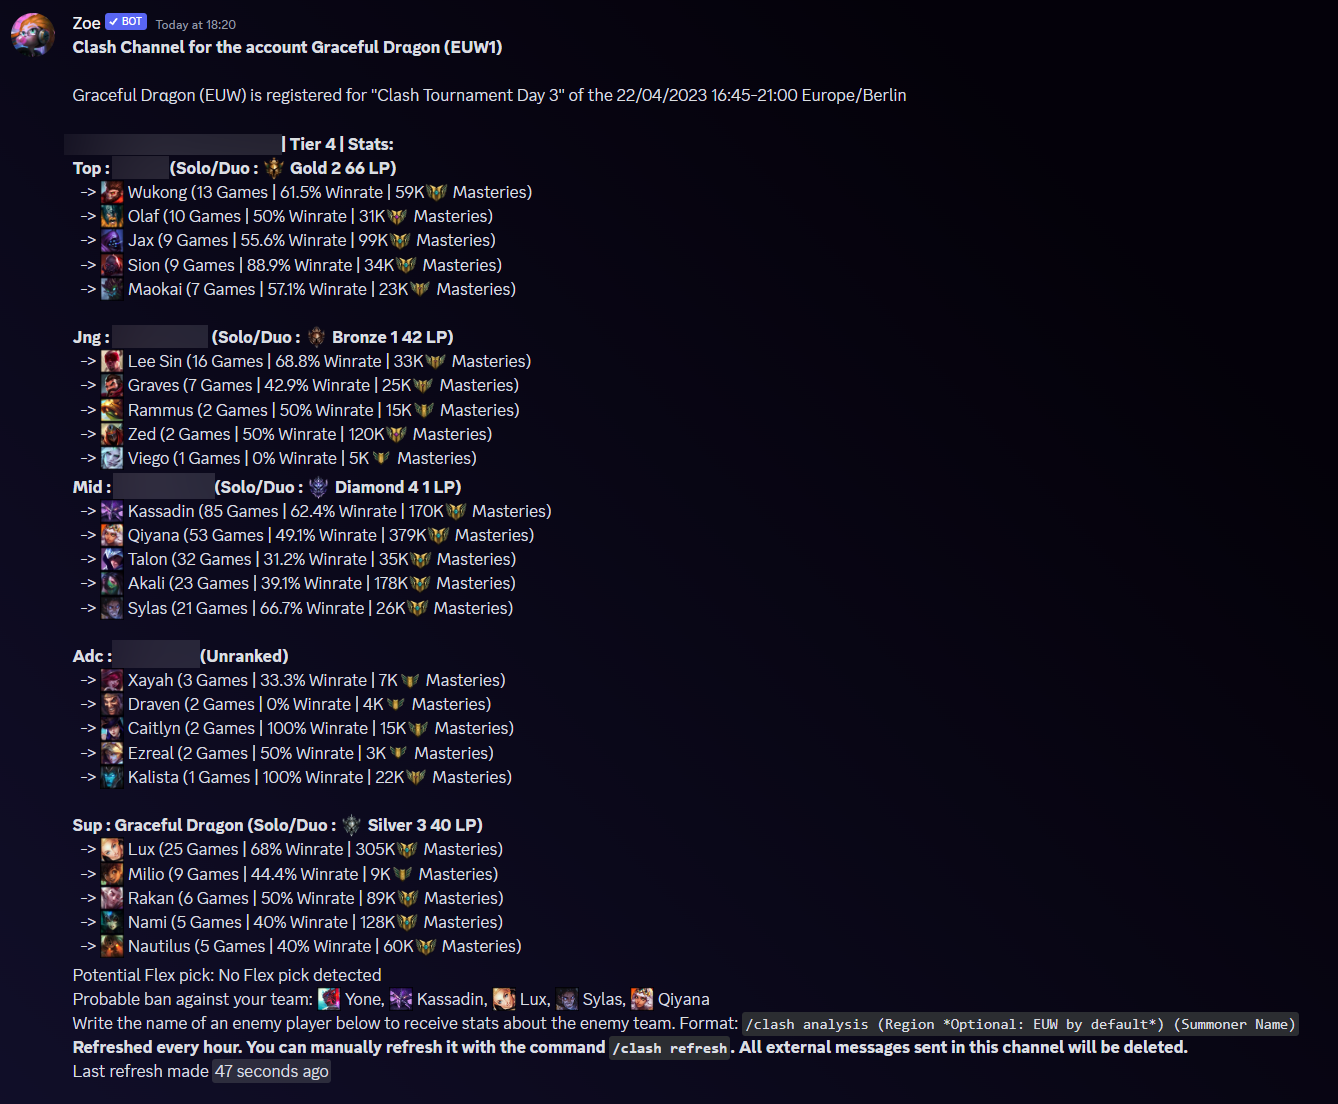 Zoe ✓ BOT Today at 18:20
Clash Channel for the account Graceful Dragon (EUW1)
Graceful Dragon (EUW) is registered for "Clash Tournament Day 3" of the 22/04/2023 16:45-21:00 Europe/Berlin
| Tier 4 | Stats:
Top : (Solo/Duo : Gold 2 66 LP)
-> Wukong (13 Games | 61.5% Winrate | 59K Masteries)
-> Olaf (10 Games | 50% Winrate | 31K Masteries)
-> Jax (9 Games | 55.6% Winrate | 99K Masteries)
-> Sion (9 Games | 88.9% Winrate | 34K Masteries)
-> Maokai (7 Games | 57.1% Winrate | 23K Masteries)
Jng : (Solo/Duo : Bronze 1 42 LP)
-> Lee Sin (16 Games | 68.8% Winrate | 33K Masteries)
-> Graves (7 Games | 42.9% Winrate | 25K Masteries)
-> Rammus (2 Games | 50% Winrate | 15K Masteries)
-> Zed (2 Games | 50% Winrate | 120K Masteries)
-> Viego (1 Games | 0% Winrate | 5K Masteries)
Mid : (Solo/Duo : Diamond 4 1 LP)
-> Kassadin (85 Games | 62.4% Winrate | 170K Masteries)
-> Qiyana (53 Games | 49.1% Winrate | 379K Masteries)
-> Talon (32 Games | 31.2% Winrate | 35K Masteries)
-> Akali (23 Games | 39.1% Winrate | 178K Masteries)
-> Sylas (21 Games | 66.7% Winrate | 26K Masteries)
Adc : (Unranked)
-> Xayah (3 Games | 33.3% Winrate | 7K Masteries)
-> Draven (2 Games | 0% Winrate | 4K Masteries)
-> Caitlyn (2 Games | 100% Winrate | 15K Masteries)
-> Ezreal (2 Games | 50% Winrate | 3K Masteries)
-> Kalista (1 Games | 100% Winrate | 22K Masteries)
Sup : Graceful Dragon (Solo/Duo : Silver 3 40 LP)
-> Lux (25 Games | 68% Winrate | 305K Masteries)
-> Milio (9 Games | 44.4% Winrate | 9K Masteries)
-> Rakan (6 Games | 50% Winrate | 89K Masteries)
-> Nami (5 Games | 40% Winrate | 128K Masteries)
-> Nautilus (5 Games | 40% Winrate | 60K Masteries)
Potential Flex pick: No Flex pick detected
Probable ban against your team: Yone, Kassadin, Lux, Sylas, Qiyana
Write the name of an enemy player below to receive stats about the enemy team. Format: /clash analysis (Region *Optional: EUW by default*) (Summoner Name)
Refreshed every hour. You can manually refresh it with the command /clash refresh. All external messages sent in this channel will be deleted.
Last refresh made 47 seconds ago